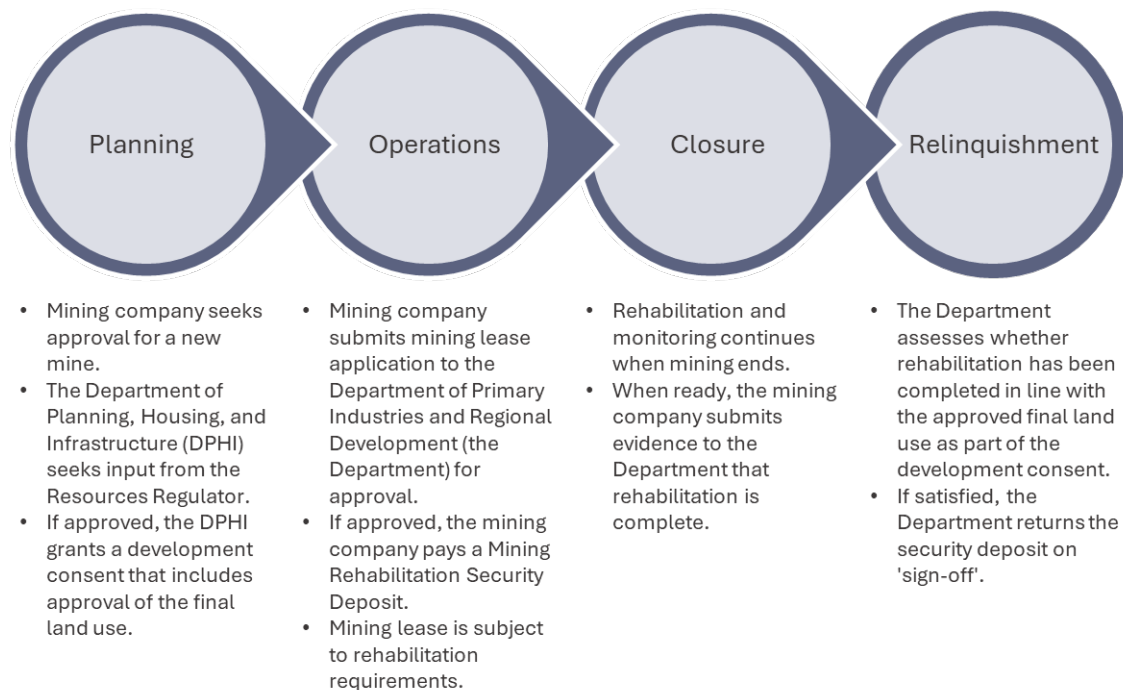 Planning
Operations
Closure
Relinquishment
• Mining company seeks
approval for a new
mine.
• The Department of
Planning, Housing, and
Infrastructure (DPHI)
seeks input from the
Resources Regulator.
• If approved, the DPHI
grants a development
consent that includes
approval of the final
land use.
• Mining company
submits mining lease
application to the
Department of Primary
Industries and Regional
Development (the
Department) for
approval.
• If approved, the mining
company pays a Mining
Rehabilitation Security
Deposit.
• Mining lease is subject
to rehabilitation
requirements.
• Rehabilitation and
monitoring continues
when mining ends.
• When ready, the mining
company submits
evidence to the
Department that
rehabilitation is
complete.
• The Department
assesses whether
rehabilitation has been
completed in line with
the approved final land
use as part of the
development consent.
• If satisfied, the
Department returns the
security deposit on
'sign-off'.